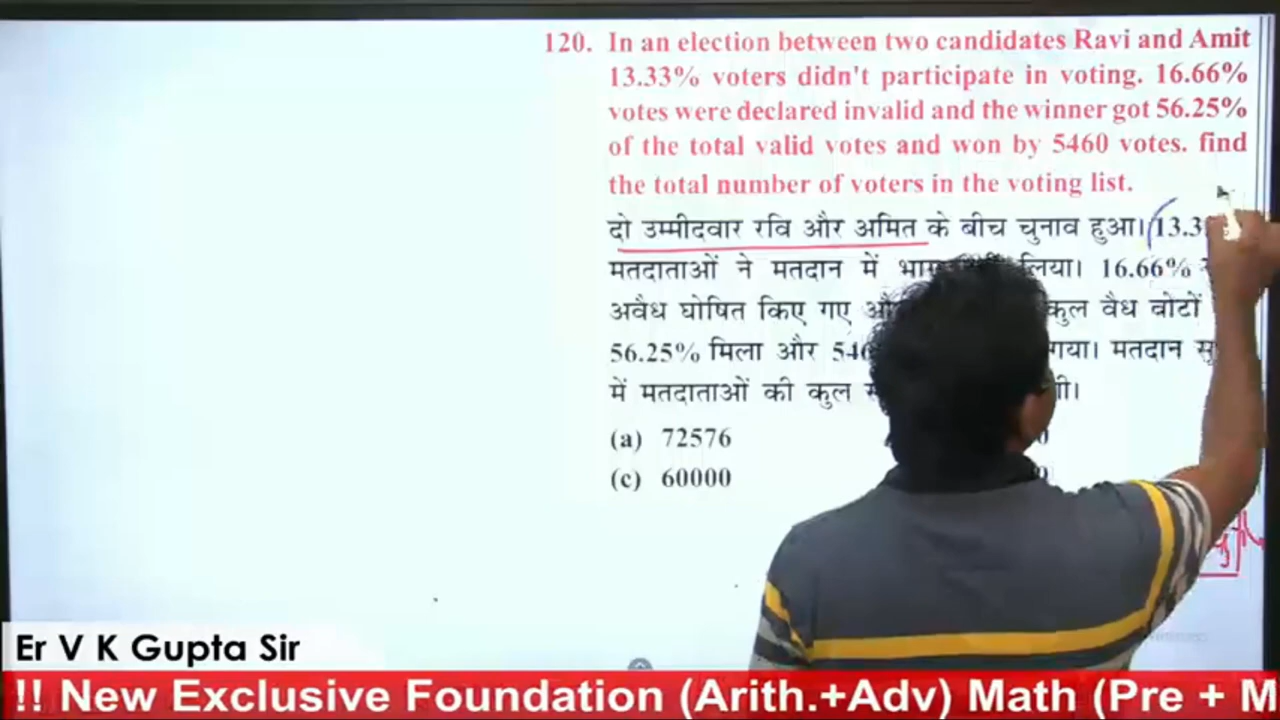 120. In an election between two candidates Ravi and Amit
13.33% voters didn't participate in voting. 16.66%
votes were declared invalid and the winner got 56.25%
of the total valid votes and won by 5460 votes. find
the total number of voters in the voting list.
दो उम्मीदवार रवि और अमित के बीच चुनाव हुआ। 13.3
मतदाताओं ने मतदान में लिया। 16.66%
अवैध घोषित किए गए कुल वैध वोटों
56.25% मिला और 546 गया। मतदान
में मतदाताओं की कुल
(a) 72576
(c) 60000
Er V K Gupta Sir
!! New Exclusive Foundation (Arith.+Adv) Math (Pre + M